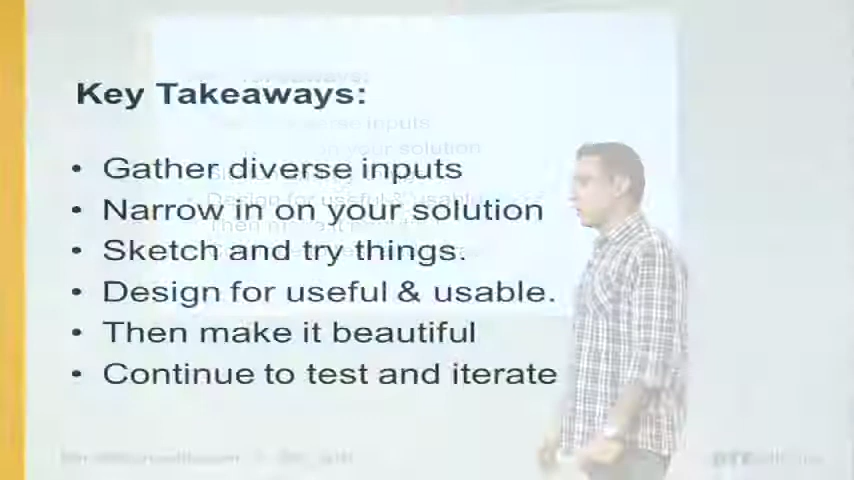 Key Takeaways:
• Gather diverse inputs
• Narrow in on your solution
• Sketch and try things.
• Design for useful & usable.
• Then make it beautiful
• Continue to test and iterate